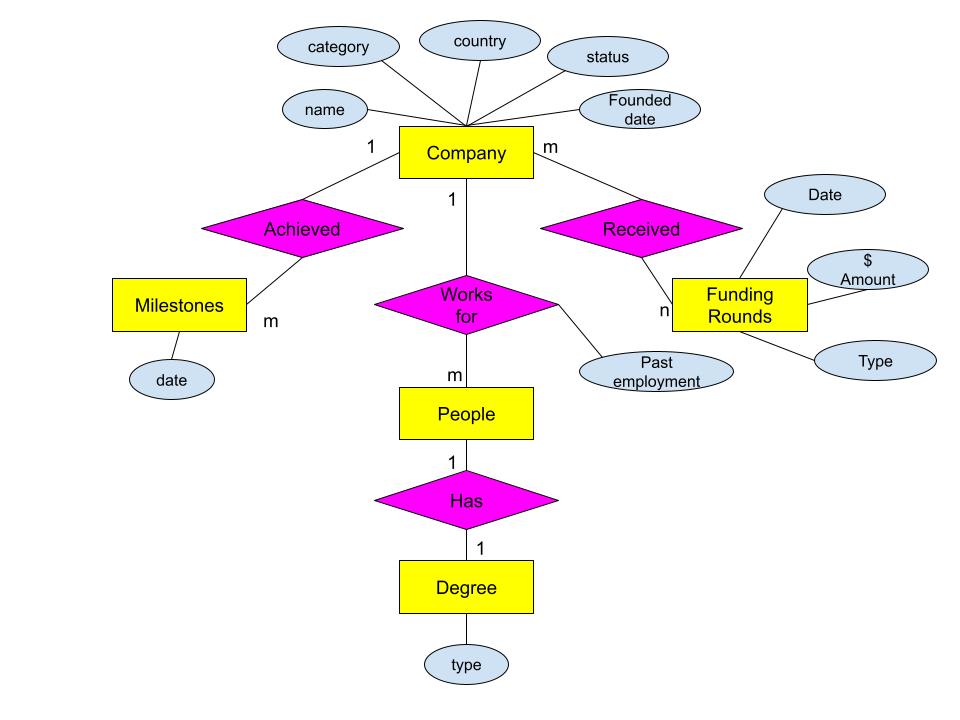 category
country
status
name
Founded
date
Company
1
m
1
Achieved
Received
Date
Milestones
m
Works
for
n
Funding
Rounds
$
Amount
date
m
Past
employment
Type
People
1
Has
1
Degree
type